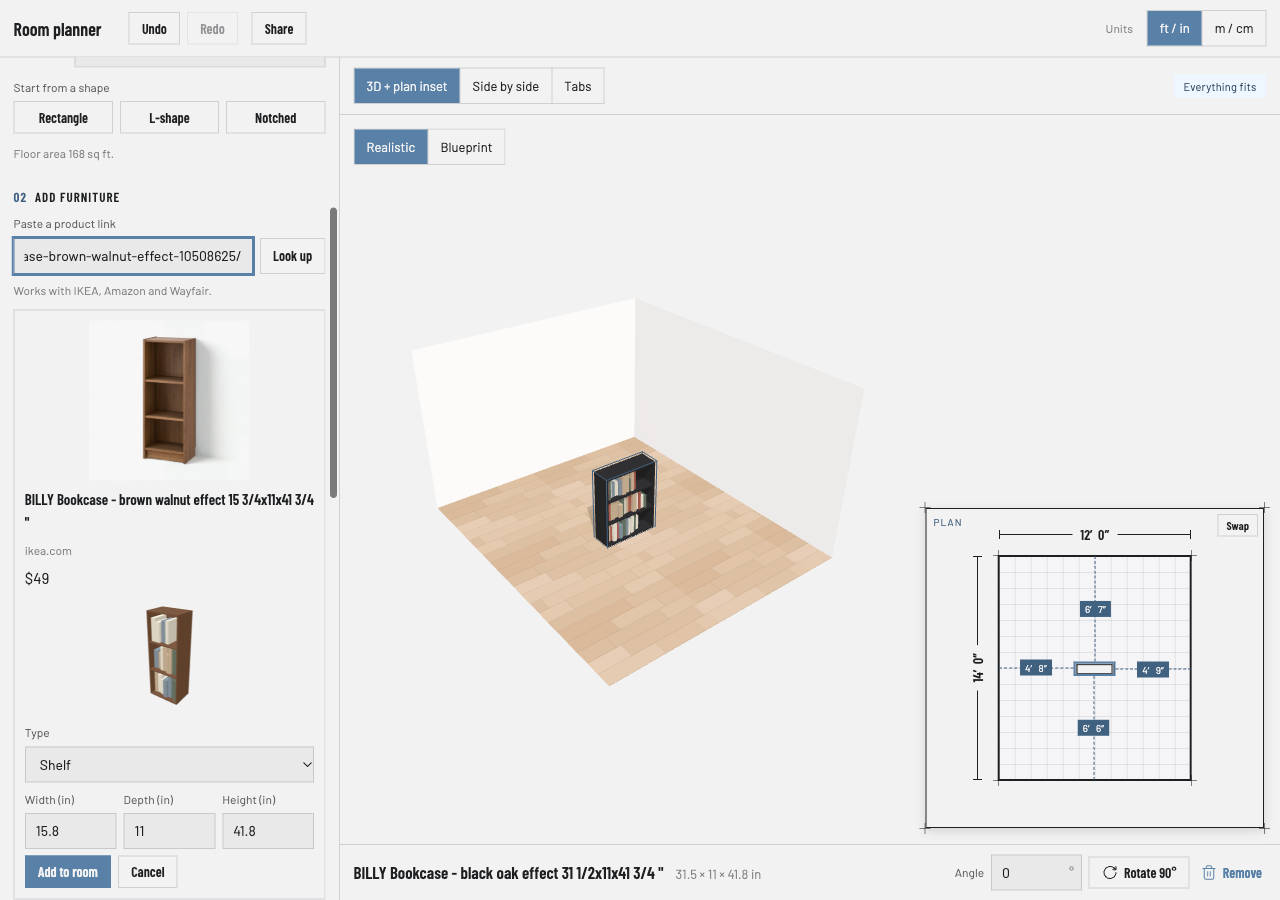 Room planner
Undo
Redo
Share
Units
ft / in
m / cm
Start from a shape
Rectangle
L-shape
Notched
Floor area 168 sq ft.
02 ADD FURNITURE
Paste a product link
ase-brown-walnut-effect-10508625/
Look up
Works with IKEA, Amazon and Wayfair.
BILLY Bookcase - brown walnut effect 15 3/4x11x41 3/4
"
ikea.com
$49
Type
Shelf
Width (in)
Depth (in)
Height (in)
15.8
11
41.8
Add to room
Cancel
3D + plan inset
Side by side
Tabs
Everything fits
Realistic
Blueprint
PLAN
Swap
12′ 0″
14′ 0″
6′ 7″
4′ 8″
4′ 9″
6′ 6″
BILLY Bookcase - black oak effect 31 1/2x11x41 3/4 "
31.5 × 11 × 41.8 in
Angle
0 °
Rotate 90°
Remove